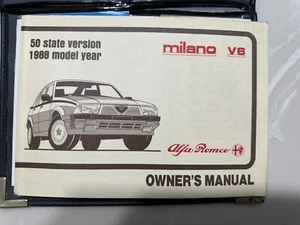 50 state version
1988 model year
milano V6
Alfa Romeo
OWNER'S MANUAL